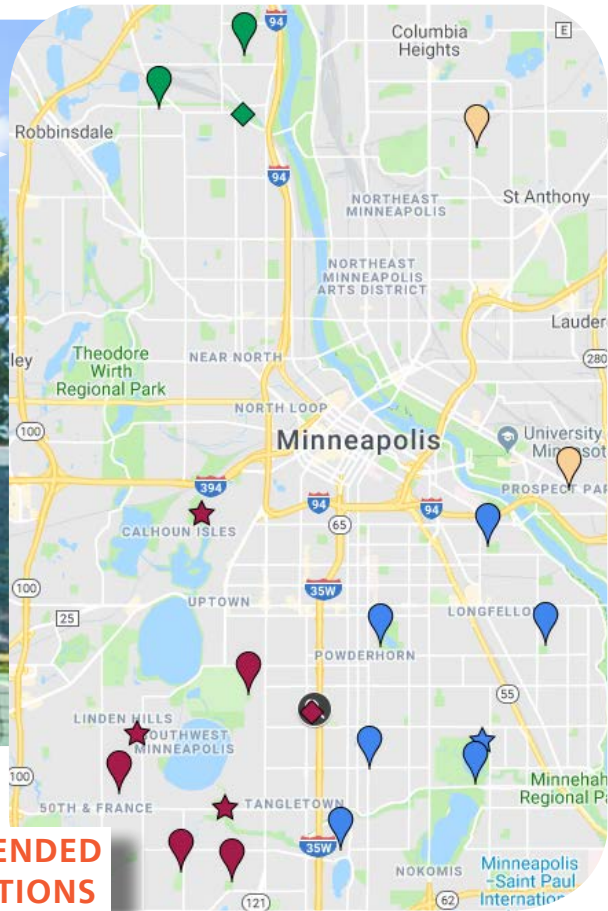 94
Columbia
Heights
E
Robbinsdale
94
St Anthony
NORTHEAST
MINNEAPOLIS
NORTHEAST
MINNEAPOLIS
ARTS DISTRICT
Lauder
ley
Theodore
Wirth
Regional Park
NEAR NORTH
280
NORTH LOOP
100
Minneapolis
University
Minnesot
394
PROSPECT PAR
94
94
65
CALHOUN ISLES
100
35W
UPTOWN
LONGFELLO
25
POWDERHORN
55
LINDEN HILLS
SOUTHWEST
MINNEAPOLIS
100
Minnehah
Regional Pa
50TH & FRANCE
TANGLETOWN
35W
ENDED
TIONS
NOKOMIS
Minneapolis
-Saint Paul
Internation
121
62